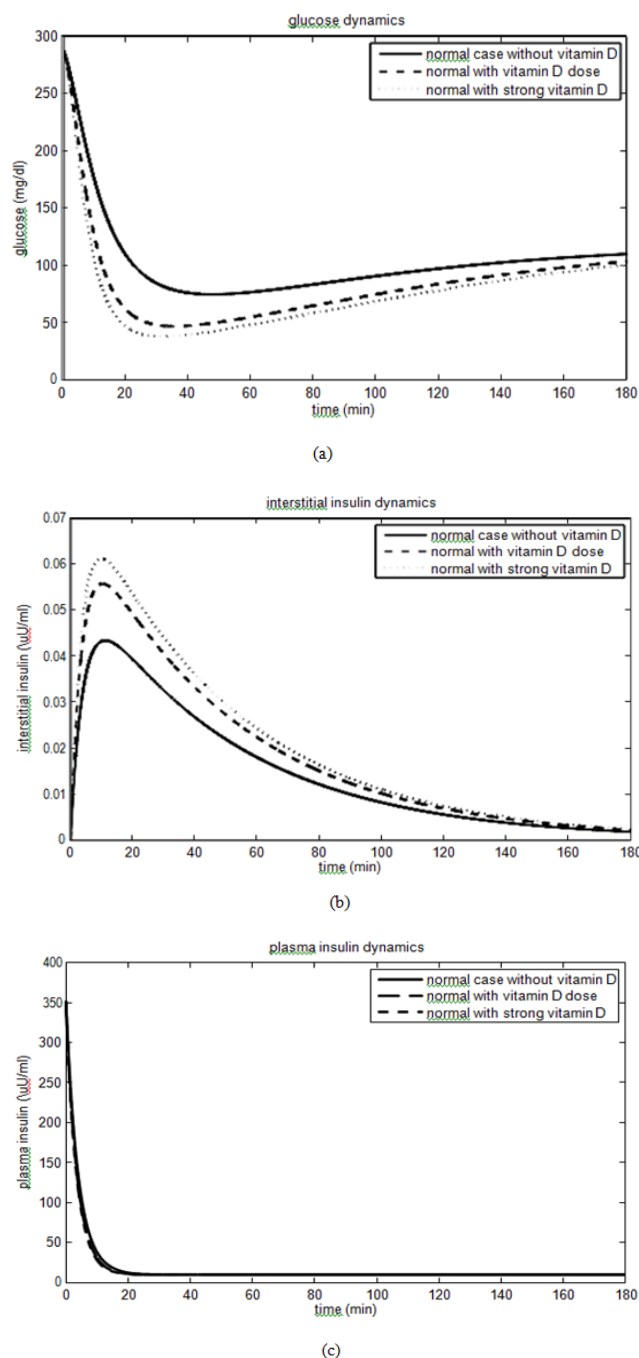 glucose dynamics
300
250
200
150
100
50
0
glucose (mg/dl)
normal case without vitamin D
normal with vitamin D dose
normal with strong vitamin D
0 20 40 60 80 100 120 140 160 180
time (min)
(a)
interstitial insulin dynamics
0.07
0.06
0.05
0.04
0.03
0.02
0.01
0
interstitial insulin (\uU/ml)
normal case without vitamin D
normal with vitamin D dose
normal with strong vitamin D
0 20 40 60 80 100 120 140 160 180
time (min)
(b)
plasma insulin dynamics
400
350
300
250
200
150
100
50
0
plasma insulin (\uU/ml)
normal case without vitamin D
normal with vitamin D dose
normal with strong vitamin D
0 20 40 60 80 100 120 140 160 180
time (min)
(c)